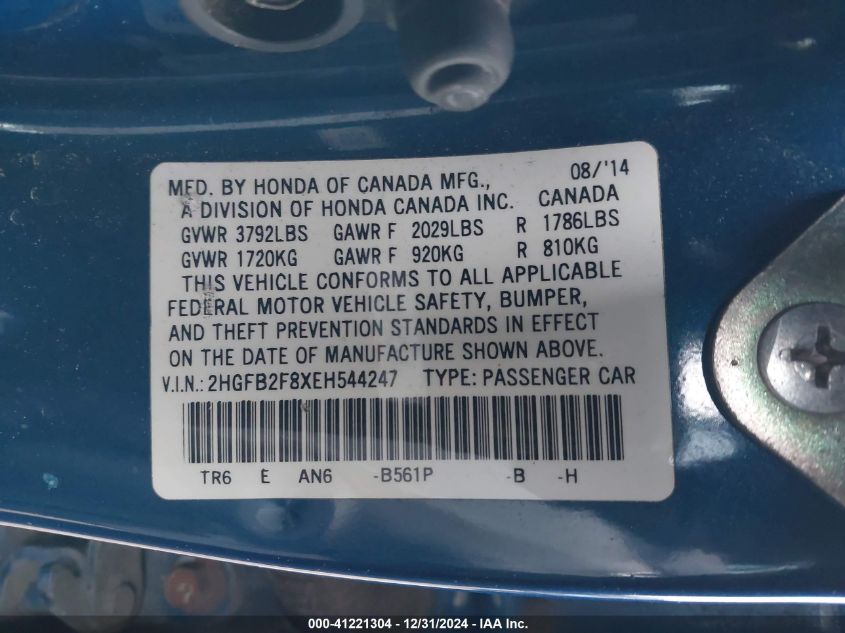 MFD. BY HONDA OF CANADA MFG., 08/'14
A DIVISION OF HONDA CANADA INC. CANADA
GVWR 3792LBS GAWR F 2029LBS R 1786LBS
GVWR 1720KG GAWR F 920KG R 810KG
THIS VEHICLE CONFORMS TO ALL APPLICABLE
FEDERAL MOTOR VEHICLE SAFETY, BUMPER,
AND THEFT PREVENTION STANDARDS IN EFFECT
ON THE DATE OF MANUFACTURE SHOWN ABOVE.
V.I.N.: 2HGFB2F8XEH544247 TYPE: PASSENGER CAR
TR6 E AN6 -B561P -B -H
000-41221304 - 12/31/2024 - IAA Inc.